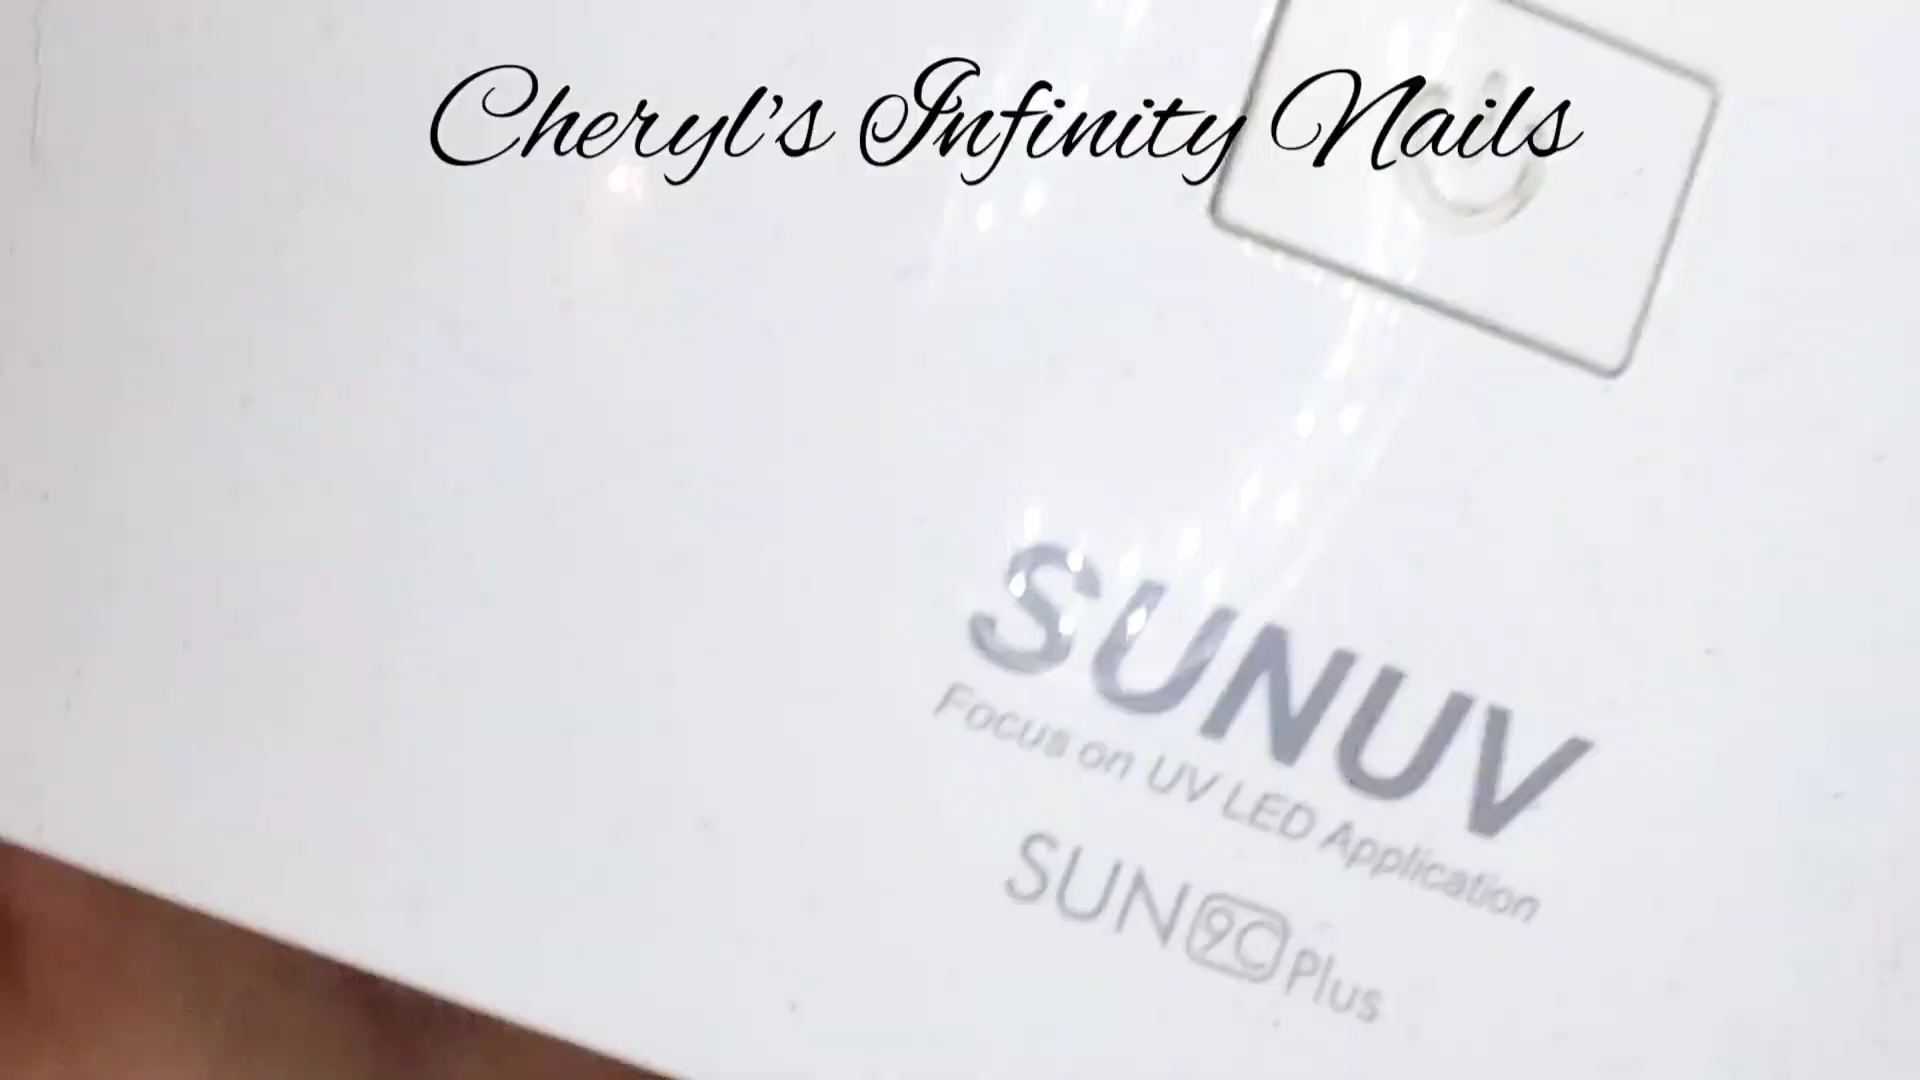 Cheryl's Infinity Nails
SUNUV
Focus on UV LED Application
SUN9C Plus